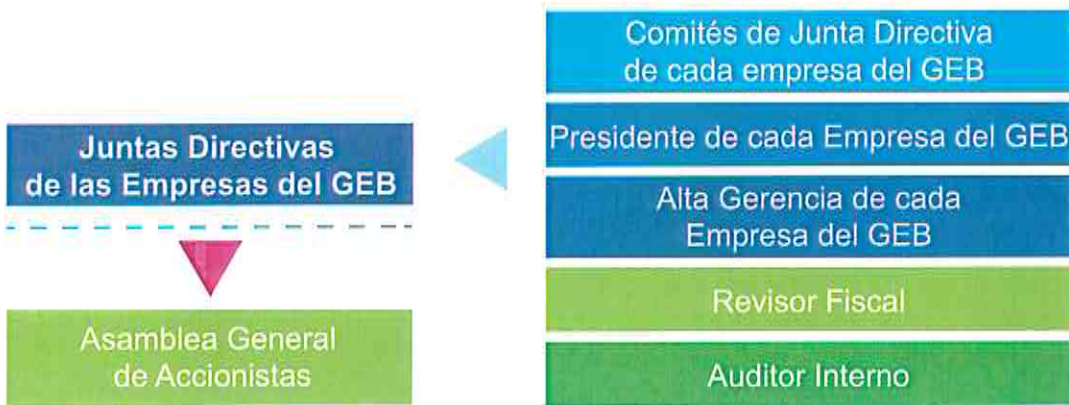 Juntas Directivas
de las Empresas del GEB
Asamblea General
de Accionistas
Comités de Junta Directiva
de cada empresa del GEB
Presidente de cada Empresa del GEB
Alta Gerencia de cada
Empresa del GEB
Revisor Fiscal
Auditor Interno